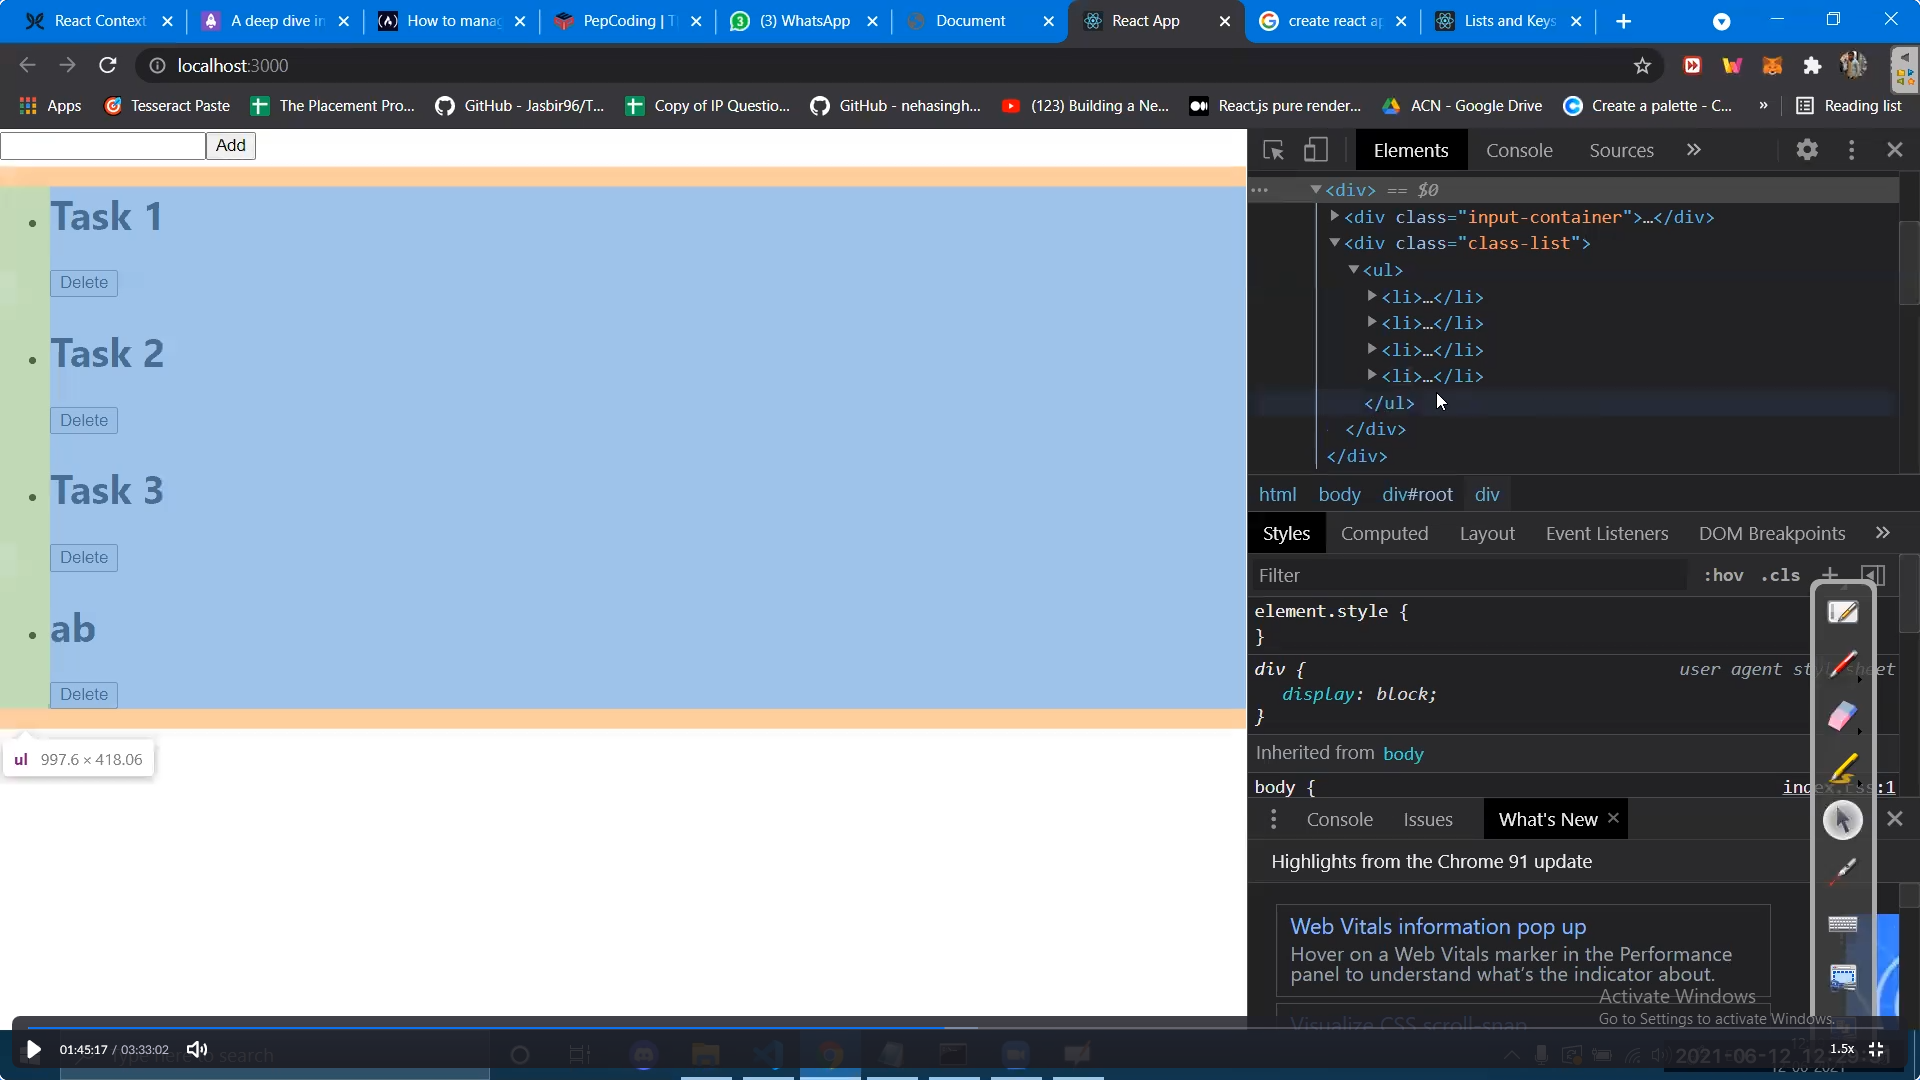 React Context
A deep dive in
How to manag
PepCoding | T
(3) WhatsApp
Document
React App
create react ap
Lists and Keys
localhost:3000
Apps
Tesseract Paste
The Placement Pro...
GitHub - Jasbir96/T...
Copy of IP Questio...
GitHub - nehasingh...
(123) Building a Ne...
React.js pure render...
ACN - Google Drive
Create a palette - C...
»
Reading list
Add
Task 1
Delete
Task 2
Delete
Task 3
Delete
ab
Delete
ul 997.6 × 418.06
Elements Console Sources »
<div> == $0
<div class="input-container">…</div>
<div class="class-list">
<ul>
<li>…</li>
<li>…</li>
<li>…</li>
<li>…</li>
</ul>
</div>
</div>
html body div#root div
Styles Computed Layout Event Listeners DOM Breakpoints »
Filter :hov .cls
element.style {
}
div { user agent
display: block;
}
Inherited from body
body { :1
Console Issues What's New
Highlights from the Chrome 91 update
Web Vitals information pop up
Hover on a Web Vitals marker in the Performance
panel to understand what's the indicator about.
Visualize CSS scroll-snap
Activate Windows
Go to Settings to activate Windows.
01:45:17 / 03:33:02
here to search
1.5x
2021-06-12